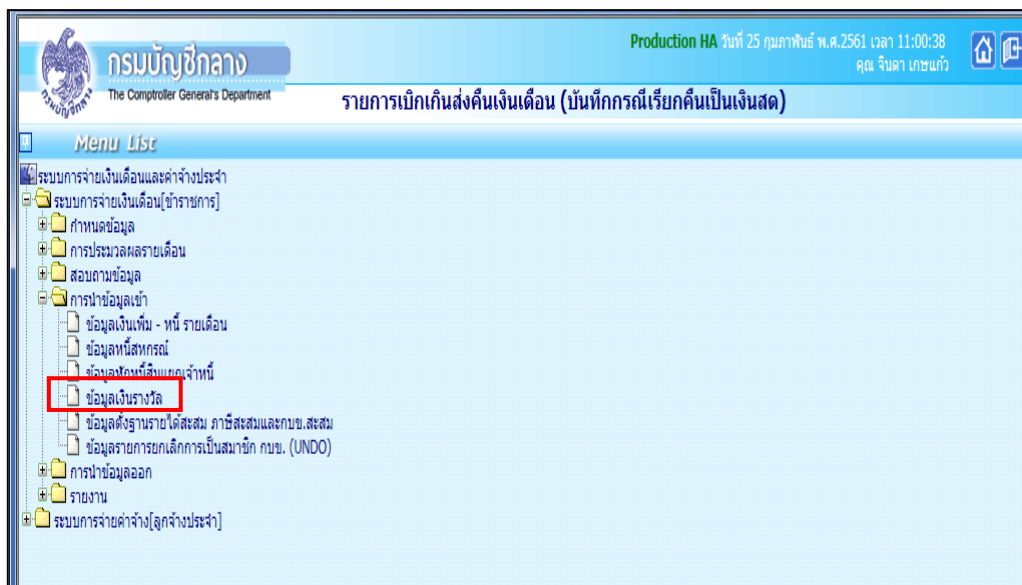 Production HA วันที่ 25 กุมภาพันธ์ พ.ศ.2561 เวลา 11:00:38
คุณ จินดา เกษแก้ว
กรมบัญชีกลาง
The Comptroller General's Department
รายการเบิกเกินส่งคืนเงินเดือน (บันทึกกรณีเรียกคืนเป็นเงินสด)
Menu List
ระบบการจ่ายเงินเดือนและค่าจ้างประจำ
ระบบการจ่ายเงินเดือน[ข้าราชการ]
กำหนดข้อมูล
การประมวลผลรายเดือน
สอบถามข้อมูล
การนำข้อมูลเข้า
ข้อมูลเงินเพิ่ม - หนี้ รายเดือน
ข้อมูลหนี้สหกรณ์
ข้อมูลหักหนี้สินแยกเจ้าหนี้
ข้อมูลเงินรางวัล
ข้อมูลตั้งฐานรายได้สะสม ภาษีสะสมและกบข.สะสม
ข้อมูลรายการยกเลิกการเป็นสมาชิก กบข. (UNDO)
การนำข้อมูลออก
รายงาน
ระบบการจ่ายค่าจ้าง[ลูกจ้างประจำ]